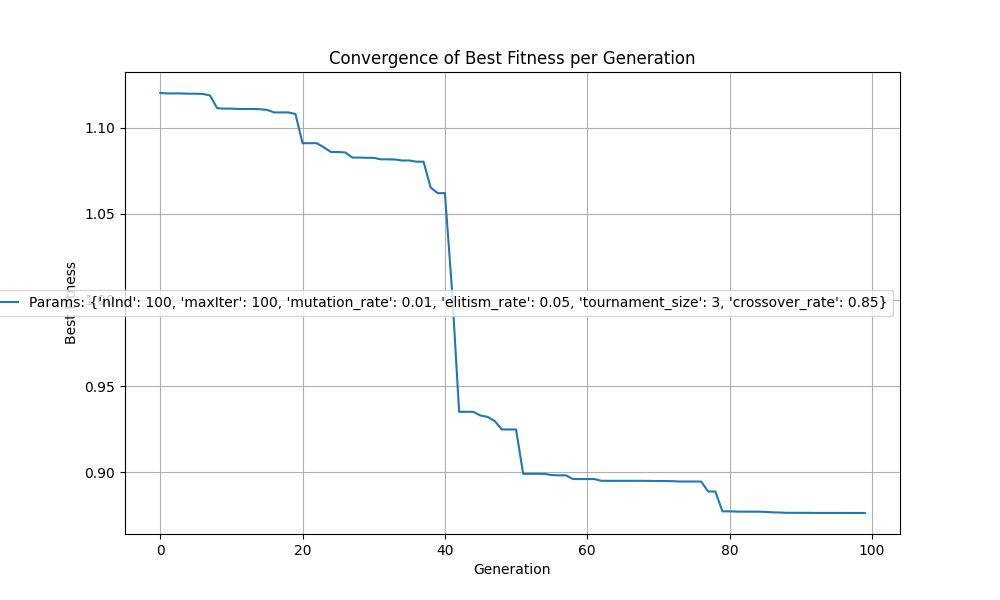 Convergence of Best Fitness per Generation
1.10
1.05
Params: {'nInd': 100, 'maxIter': 100, 'mutation_rate': 0.01, 'elitism_rate': 0.05, 'tournament_size': 3, 'crossover_rate': 0.85}
0.95
0.90
Best
0 20 40 60 80 100
Generation